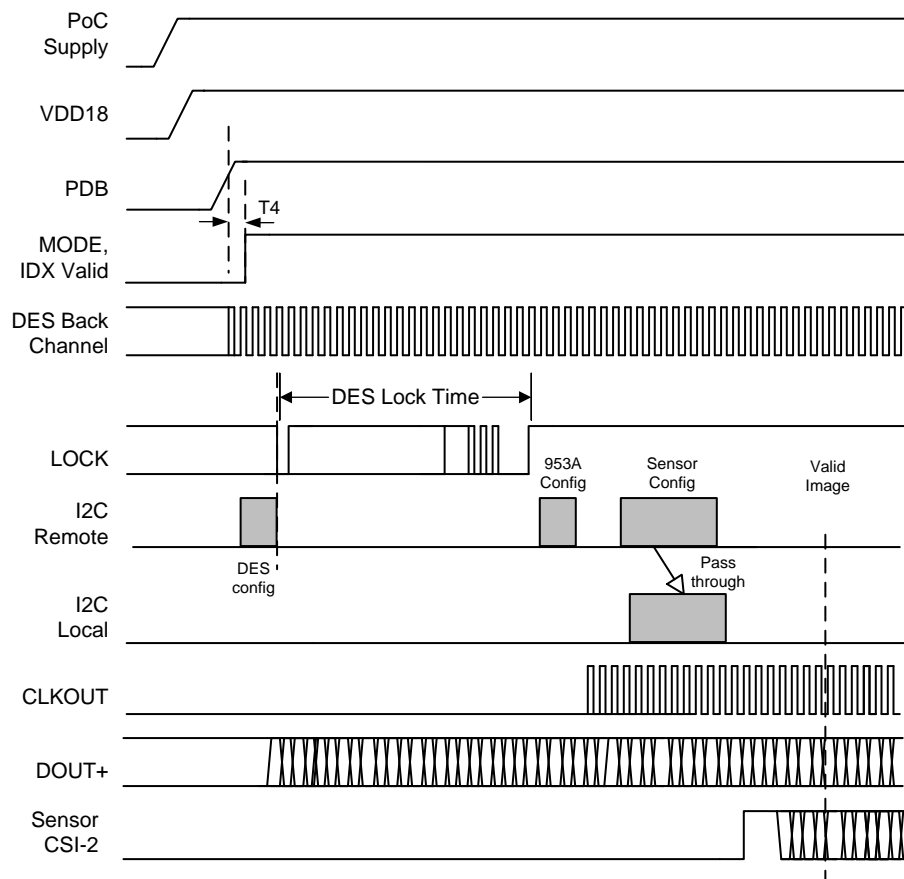 PoC
Supply
VDD18
PDB
T4
MODE,
IDX Valid
DES Back
Channel
DES Lock Time
LOCK
953A
Config
Sensor
Config
Valid
Image
I2C
Remote
DES
config
Pass
through
I2C
Local
CLKOUT
DOUT+
Sensor
CSI-2